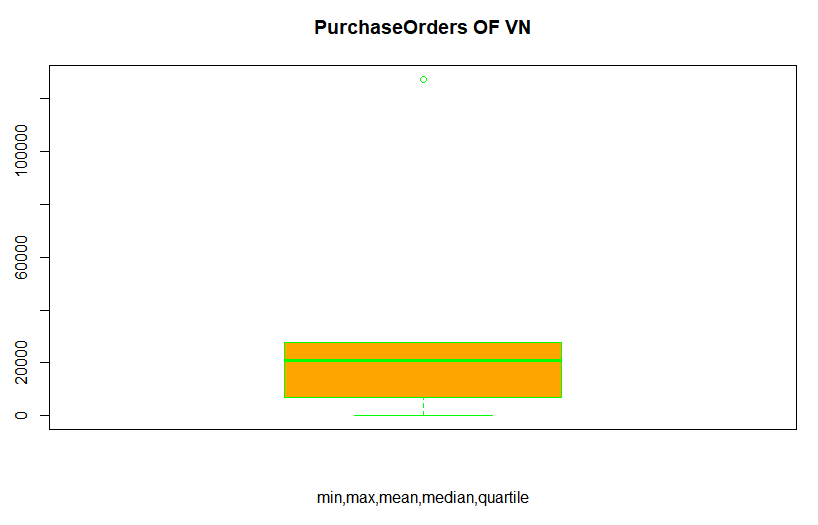 PurchaseOrders OF VN
100000
60000
20000
0
min,max,mean,median,quartile